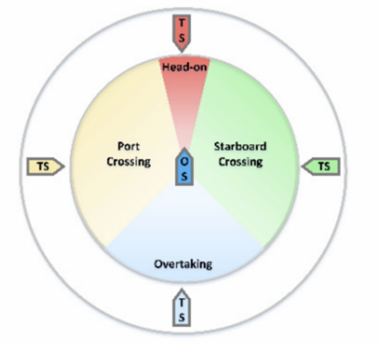 T
S
Head-on
Port
Crossing
Starboard
Crossing
TS
O
S
TS
Overtaking
T
S